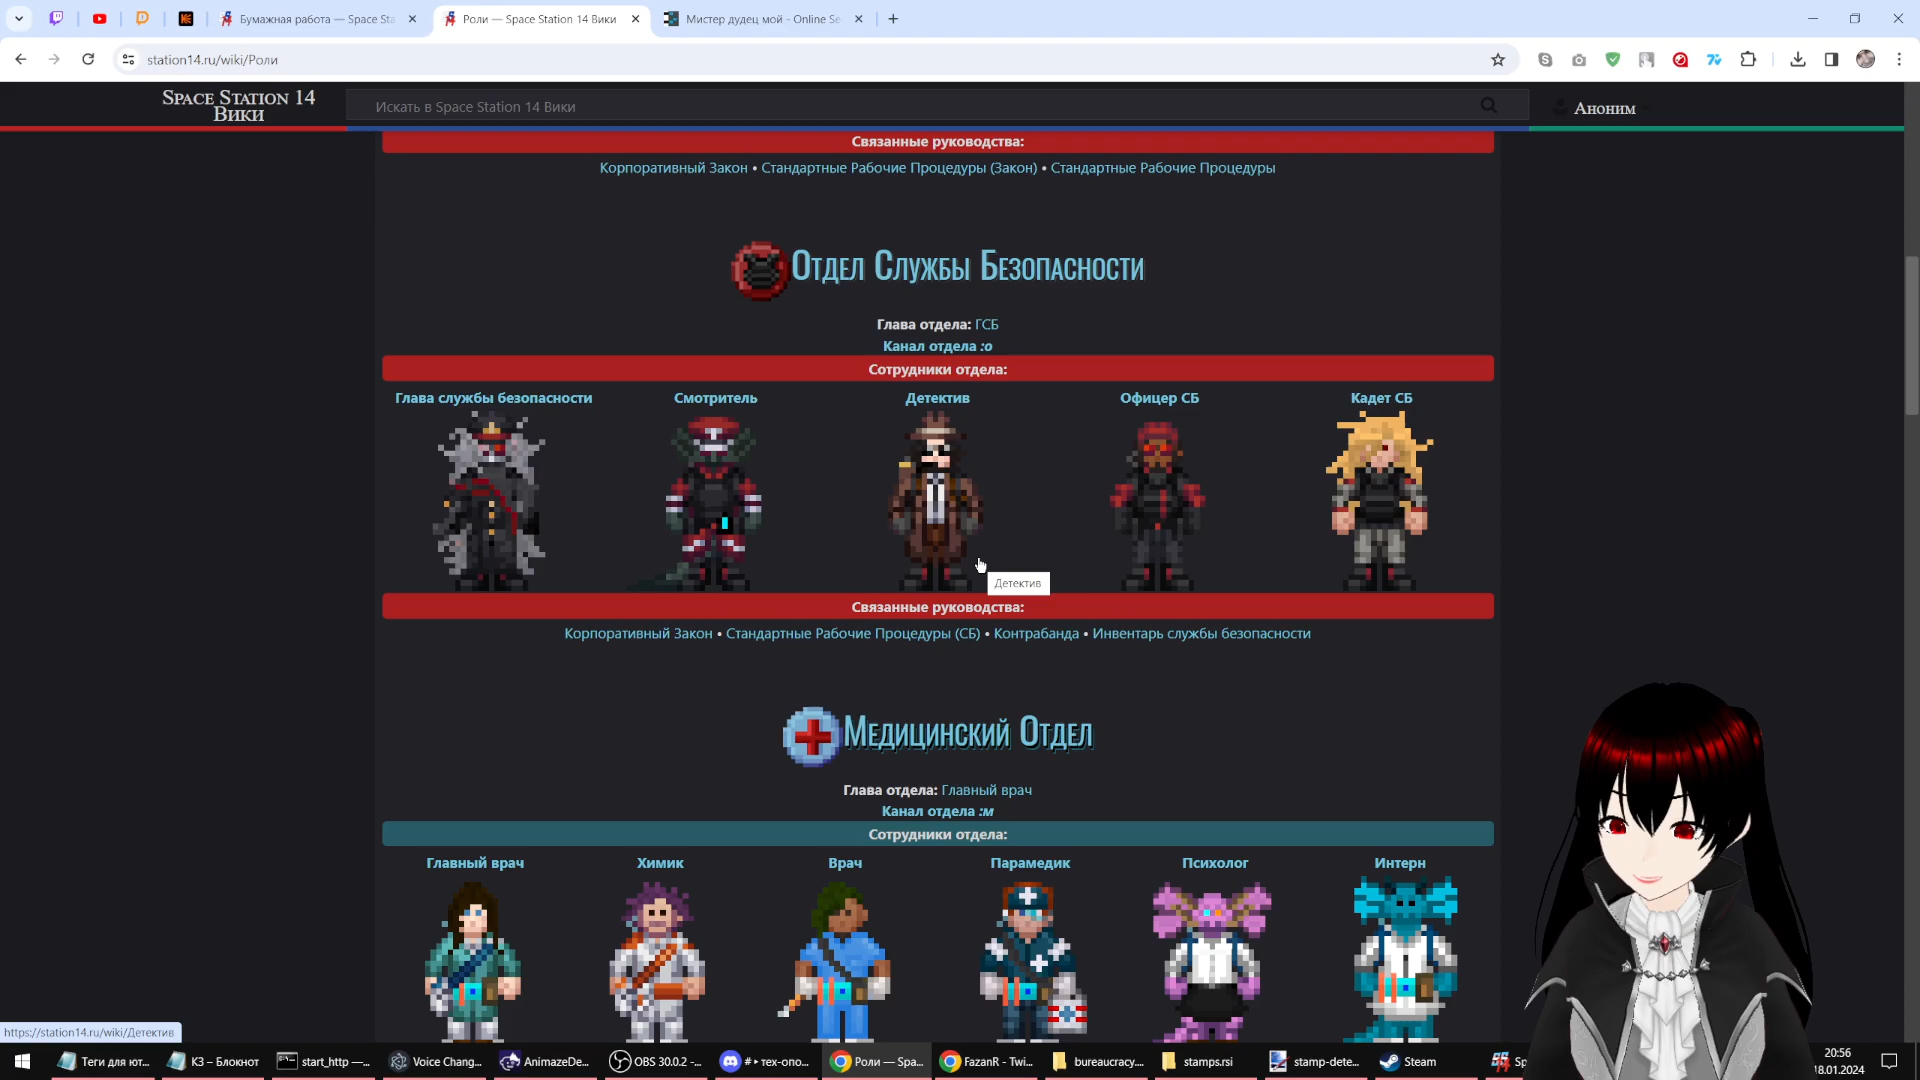 Бумажная работа — Space Sta
Роли — Space Station 14 Вики
Мистер дудец мой - Online Se
station14.ru/wiki/Роли
Space Station 14
Вики
Искать в Space Station 14 Вики
Аноним
Связанные руководства:
Корпоративный Закон • Стандартные Рабочие Процедуры (Закон) • Стандартные Рабочие Процедуры
Отдел Службы Безопасности
Глава отдела: ГСБ
Канал отдела :о
Сотрудники отдела:
Глава службы безопасности
Смотритель
Детектив
Офицер СБ
Кадет СБ
Детектив
Связанные руководства:
Корпоративный Закон • Стандартные Рабочие Процедуры (СБ) • Контрабанда • Инвентарь службы безопасности
Медицинский Отдел
Глава отдела: Главный врач
Канал отдела :м
Сотрудники отдела:
Главный врач
Химик
Врач
Парамедик
Психолог
Интерн
https://station14.ru/wiki/Детектив
Теги для ют...
КЗ – Блокнот
start_http —...
Voice Chang...
AnimazeDe...
OBS 30.0.2 -...
тех-опо...
Роли — Spa...
FazanR - Twi...
bureaucracy....
stamps.rsi
stamp-dete...
Steam
Sp
20:56
18.01.2024